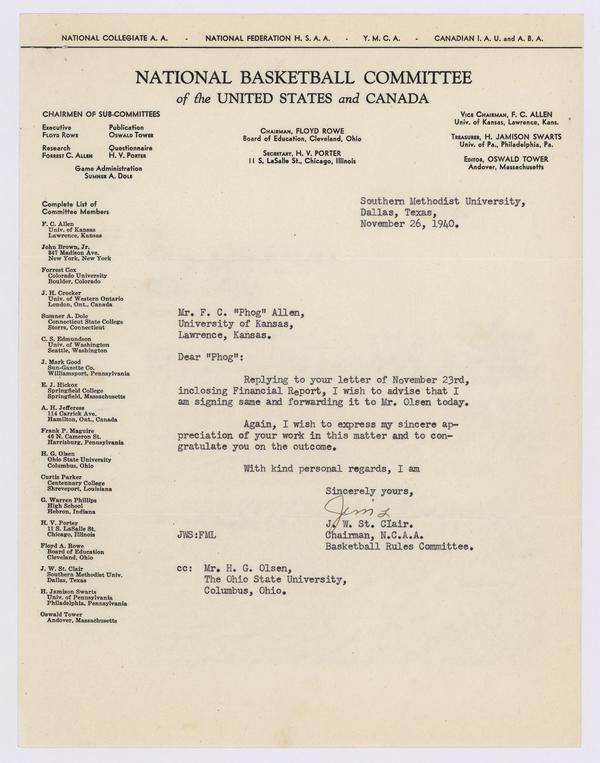 NATIONAL COLLEGIATE A. A. - NATIONAL FEDERATION H. S. A. A. - Y. M. C. A. - CANADIAN I. A. U. and A. B. A.
NATIONAL BASKETBALL COMMITTEE
of the UNITED STATES and CANADA
CHAIRMEN OF SUB-COMMITTEES
Executive
FLOYD ROWE
Publication
OSWALD TOWER
Research
FORREST C. ALLEN
Questionnaire
H. V. PORTER
Game Administration
SUMNER A. DOLE
CHAIRMAN, FLOYD ROWE
Board of Education, Cleveland, Ohio
SECRETARY, H. V. PORTER
11 S. LaSalle St., Chicago, Illinois
VICE CHAIRMAN, F. C. ALLEN
Univ. of Kansas, Lawrence, Kans.
TREASURER, H. JAMISON SWARTS
Univ. of Pa., Philadelphia, Pa.
EDITOR, OSWALD TOWER
Andover, Massachusetts
Complete List of
Committee Members
F. C. Allen
Univ. of Kansas
Lawrence, Kansas
John Brown, Jr.
347 Madison Ave.
New York, New York
Forrest Cox
Colorado University
Boulder, Colorado
J. H. Crocker
Univ. of Western Ontario
London, Ont., Canada
Sumner A. Dole
Connecticut State College
Storrs, Connecticut
C. S. Edmundson
Univ. of Washington
Seattle, Washington
J. Mark Good
Sun-Gazette Co.
Williamsport, Pennsylvania
E. J. Hickox
Springfield College
Springfield, Massachusetts
A. H. Jefferess
114 Carrick Ave.
Hamilton, Ont., Canada
Frank P. Maguire
46 N. Cameron St.
Harrisburg, Pennsylvania
H. G. Olsen
Ohio State University
Columbus, Ohio
Curtis Parker
Centennary College
Shreveport, Louisiana
G. Warren Phillips
High School
Hebron, Indiana
H. V. Porter
11 S. LaSalle St.
Chicago, Illinois
Floyd A. Rowe
Board of Education
Cleveland, Ohio
J. W. St. Clair
Southern Methodist Univ.
Dallas, Texas
H. Jamison Swarts
Univ. of Pennsylvania
Philadelphia, Pennsylvania
Oswald Tower
Andover, Massachusetts
Southern Methodist University,
Dallas, Texas,
November 26, 1940.
Mr. F. C. "Phog" Allen,
University of Kansas,
Lawrence, Kansas.
Dear "Phog":
Replying to your letter of November 23rd,
inclosing Financial Report, I wish to advise that I
am signing same and forwarding it to Mr. Olsen today.
Again, I wish to express my sincere ap-
preciation of your work in this matter and to con-
gratulate you on the outcome.
With kind personal regards, I am
Sincerely yours,
J. W. St. Clair.
JWS:FML Chairman, N.C.A.A.
Basketball Rules Committee.
cc: Mr. H. G. Olsen,
The Ohio State University,
Columbus, Ohio.